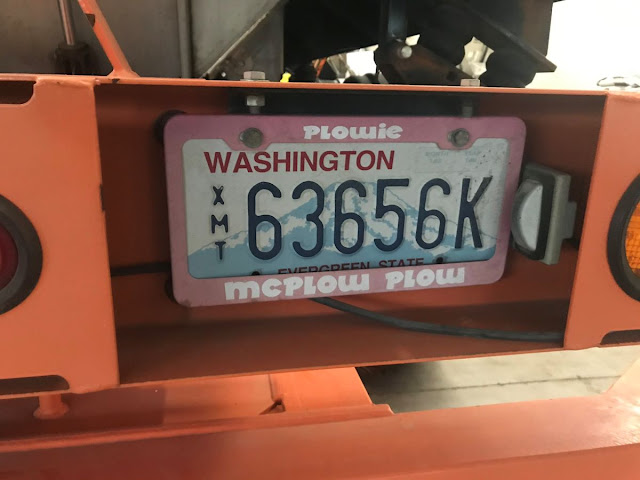 PLOWIE
WASHINGTON
XMT
63656K
EVERGREEN STATE
MCPLOW PLOW